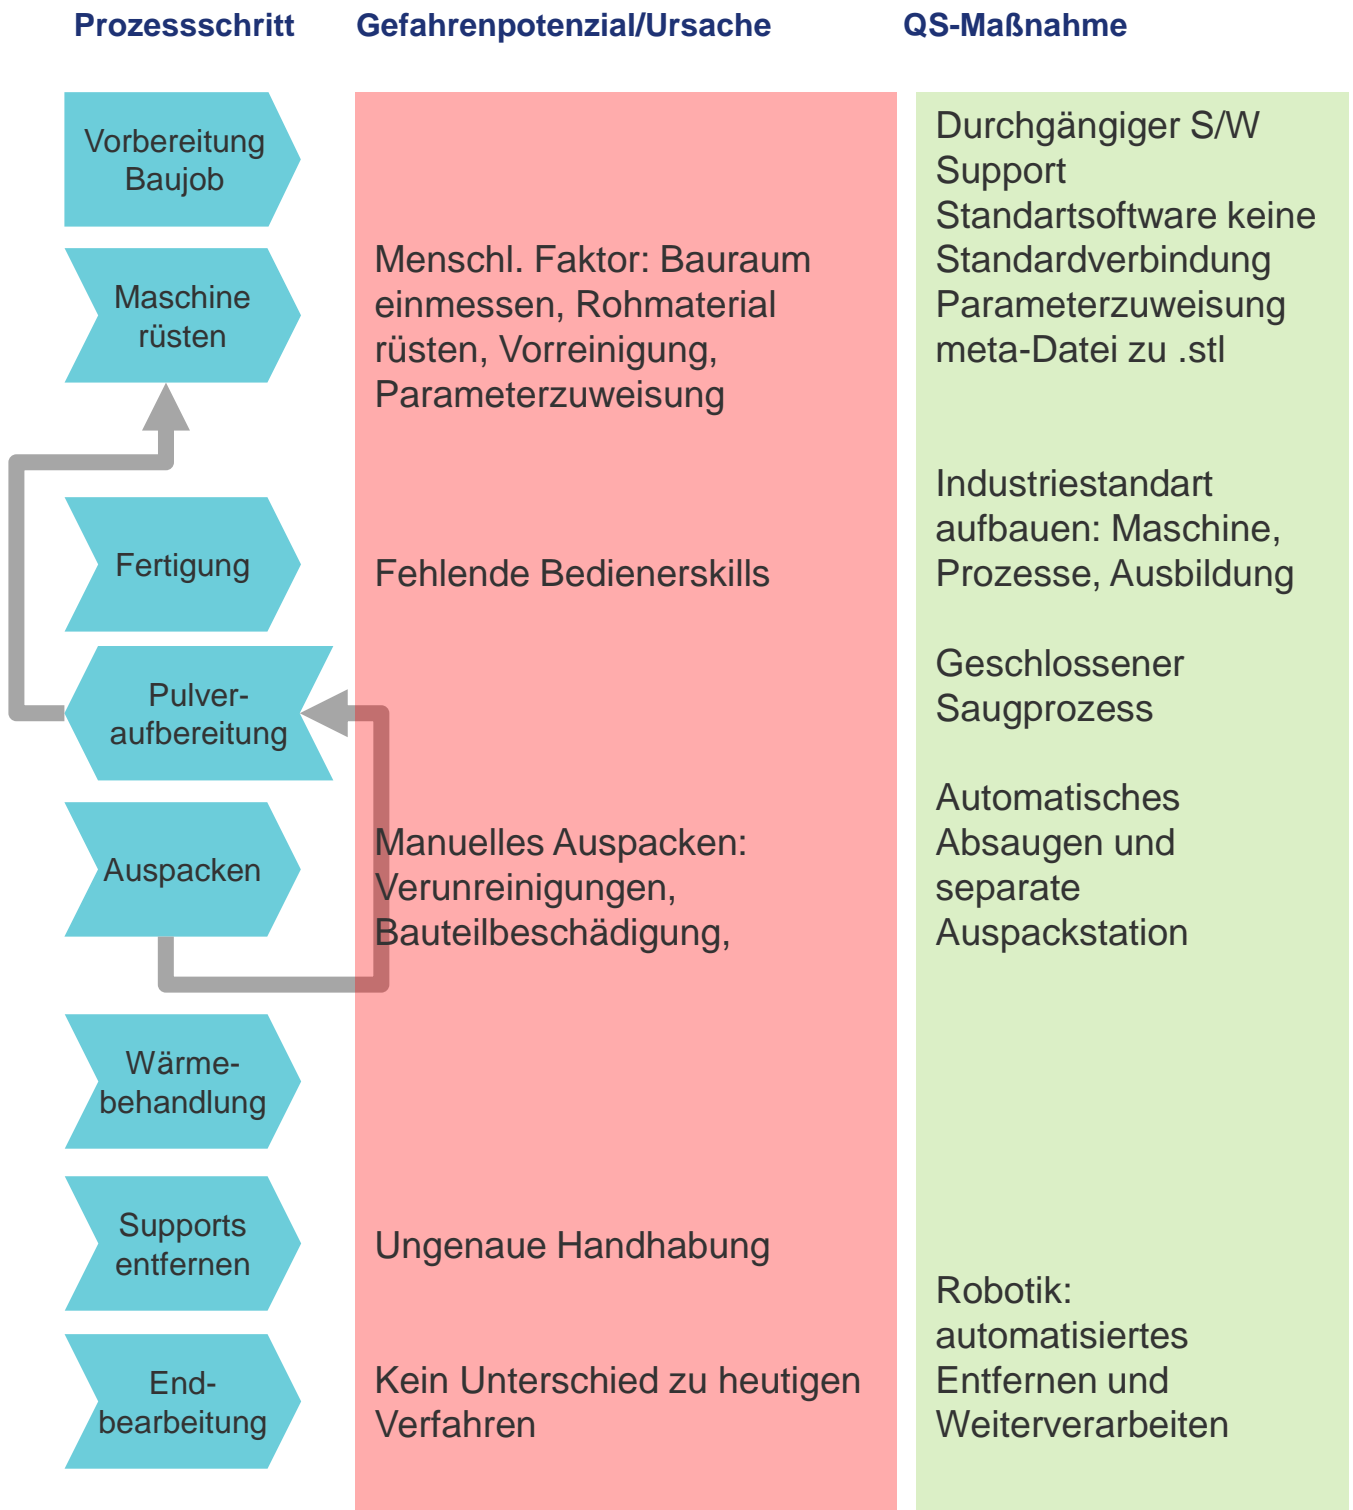 Prozessschritt
Gefahrenpotenzial/Ursache
QS-Maßnahme
Vorbereitung
Baujob
Maschine
rüsten
Fertigung
Pulver-
aufbereitung
Auspacken
Wärme-
behandlung
Supports
entfernen
End-
bearbeitung
Menschl. Faktor: Bauraum
einmessen, Rohmaterial
rüsten, Vorreinigung,
Parameterzuweisung
Fehlende Bedienerskills
Manuelles Auspacken:
Verunreinigungen,
Bauteilbeschädigung,
Ungenaue Handhabung
Kein Unterschied zu heutigen
Verfahren
Durchgängiger S/W
Support
Standartsoftware keine
Standardverbindung
Parameterzuweisung
meta-Datei zu .stl
Industriestandart
aufbauen: Maschine,
Prozesse, Ausbildung
Geschlossener
Saugprozess
Automatisches
Absaugen und
separate
Auspackstation
Robotik:
automatisiertes
Entfernen und
Weiterverarbeiten